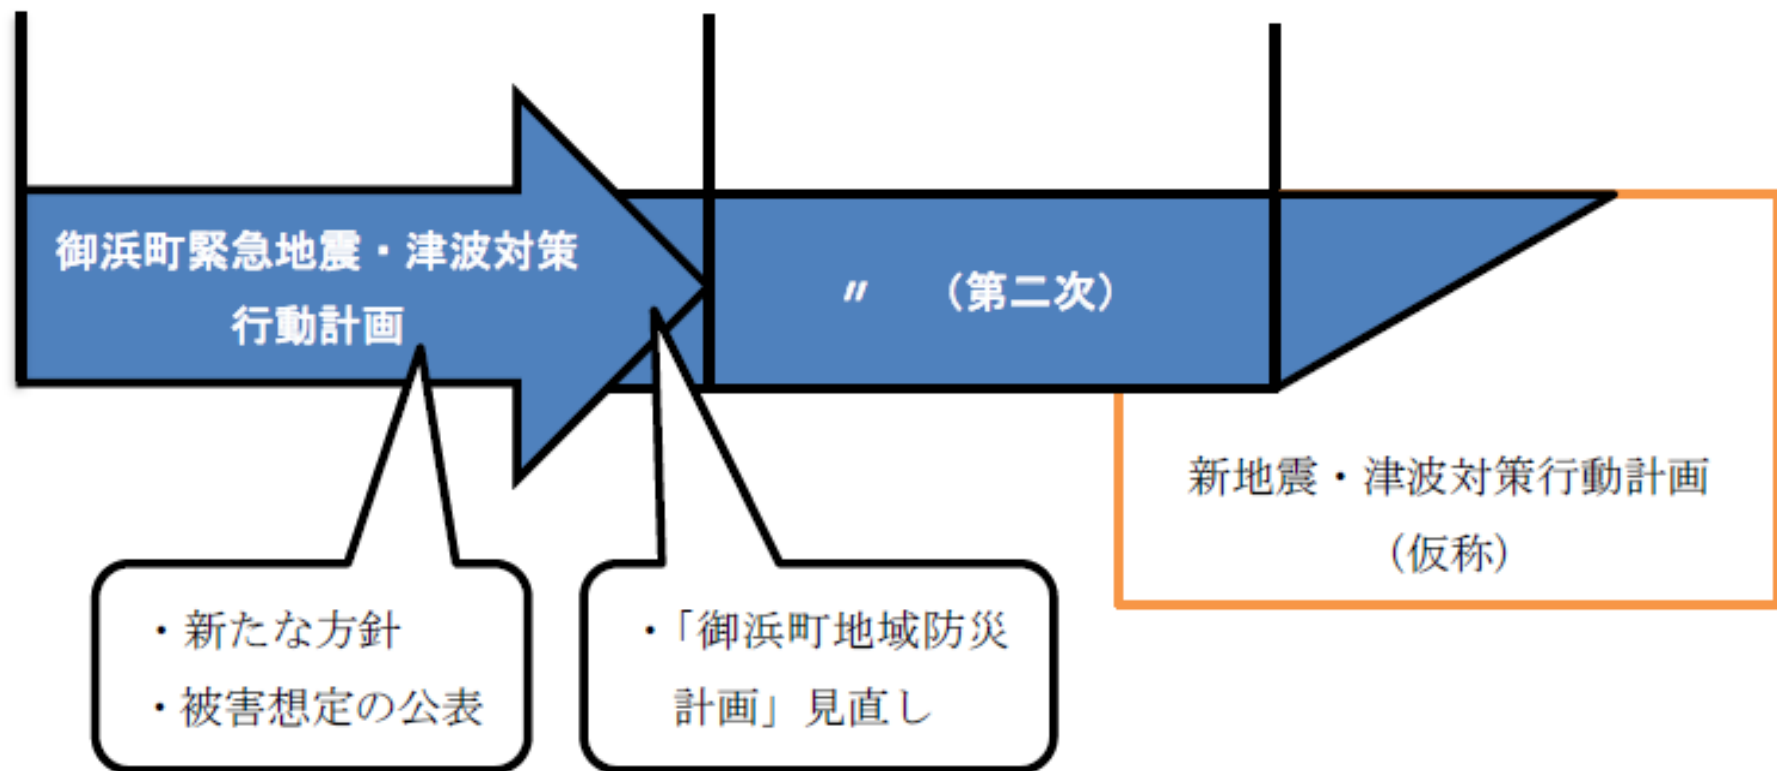 御浜町緊急地震・津波対策
行動計画
〃 （第二次）
新地震・津波対策行動計画
（仮称）
・新たな方針
・被害想定の公表
・「御浜町地域防災
計画」見直し